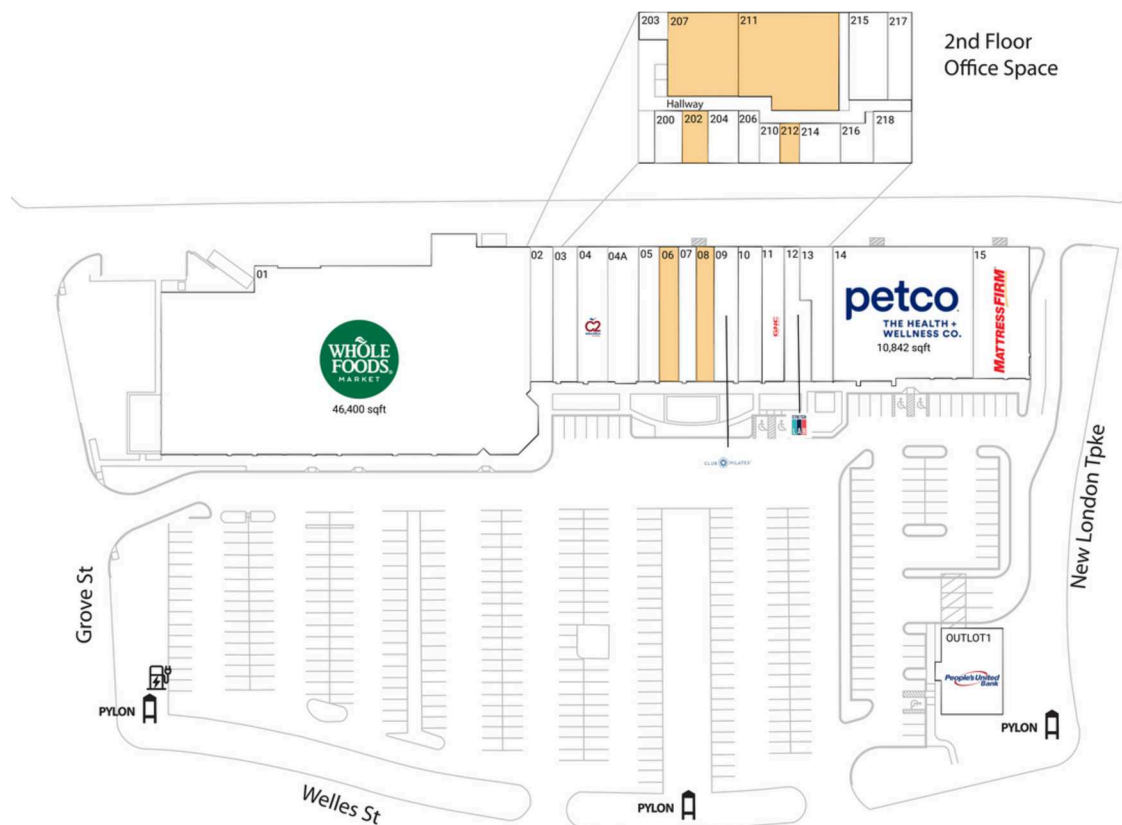 203
207
211
215
217
2nd Floor
Office Space
Hallway
200
202
204
206
210
212
214
216
218
01
02
03
04
04A
05
06
07
08
09
10
11
12
13
14
15
WHOLE
FOODS
MARKET
46,400 sqft
C2
GNC
petco
THE HEALTH +
WELLNESS CO.
10,842 sqft
MATTRESSFIRM
CLUB PILATES
STRETCH
New London Tpke
Grove St
OUTLOT1
People's United
Bank
PYLON
PYLON
Welles St
PYLON